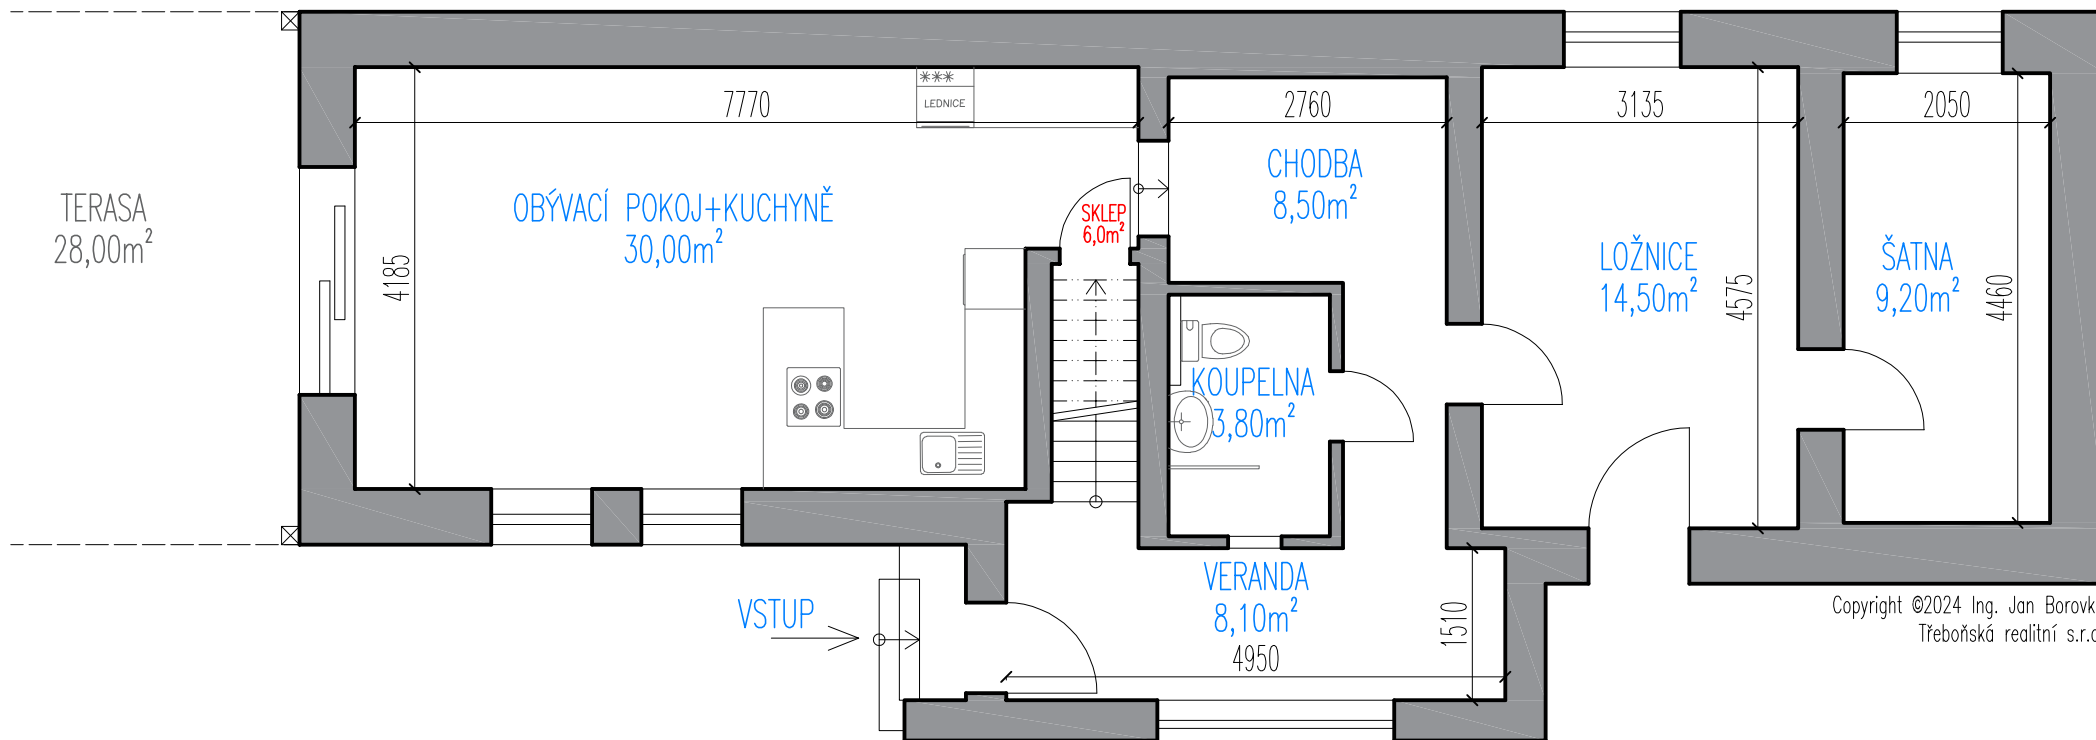 ***
LEDNICE
7770
2760
3135
2050
TERASA
28,00m²
OBÝVACÍ POKOJ+KUCHYNĚ
30,00m²
4185
SKLEP
6,0m²
CHODBA
8,50m²
LOŽNICE
14,50m²
4575
ŠATNA
9,20m²
4460
KOUPELNA
3,80m²
VERANDA
8,10m²
4950
1510
VSTUP
Copyright ©2024 Ing. Jan Borovk
Třeboňská realitní s.r.o